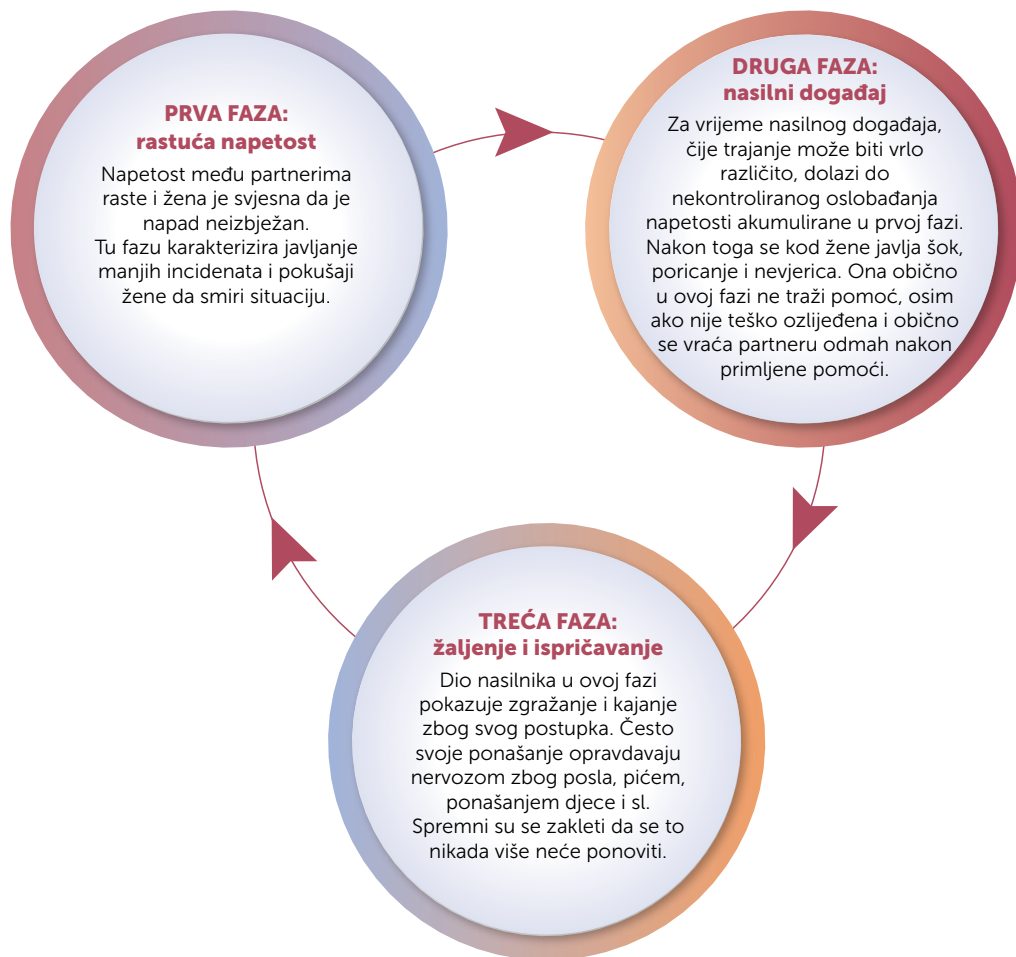 PRVA FAZA:
rastuća napetost
Napetost među partnerima
raste i žena je svjesna da je
napad neizbježan.
Tu fazu karakterizira javljanje
manjih incidenata i pokušaji
žene da smiri situaciju.
DRUGA FAZA:
nasilni događaj
Za vrijeme nasilnog događaja,
čije trajanje može biti vrlo
različito, dolazi do
nekontroliranog oslobađanja
napetosti akumulirane u prvoj fazi.
Nakon toga se kod žene javlja šok,
poricanje i nevjerica. Ona obično
u ovoj fazi ne traži pomoć, osim
ako nije teško ozlijeđena i obično
se vraća partneru odmah nakon
primljene pomoći.
TREĆA FAZA:
žaljenje i ispričavanje
Dio nasilnika u ovoj fazi
pokazuje zgražanje i kajanje
zbog svog postupka. Često
svoje ponašanje opravdavaju
nervozom zbog posla, pićem,
ponašanjem djece i sl.
Spremni su se zakleti da se to
nikada više neće ponoviti.